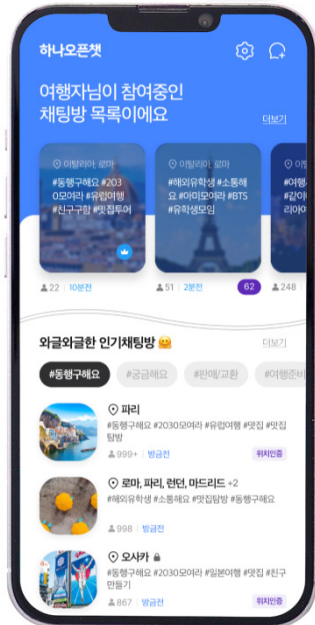 하나오픈챗
여행자님이 참여중인
채팅방 목록이에요
더보기
이탈리아, 로마
#동행구해요 #203
0모여라 #유럽여행
#친구구함 #맛집투어
22 | 10분전
이탈리아, 로마
#해외유학생 #소통해
요 #아미모여라 #BTS
#유학생모임
51 | 2분전
62
#여행
#같이
리아여
248
와글와글한 인기채팅방 🤗
더보기
#동행구해요
#궁금해요
#판매/교환
#여행준비
파리
#동행구해요 #2030모여라 #유럽여행 #맛집 #맛집
탐방
999+ | 방금전
위치인증
로마, 파리, 런던, 마드리드 +2
#해외유학생 #소통해요 #맛집탐방 #동행구해요
998 | 방금전
오사카
#동행구해요 #2030모여라 #일본여행 #맛집 #친구
만들기
867 | 방금전
위치인증